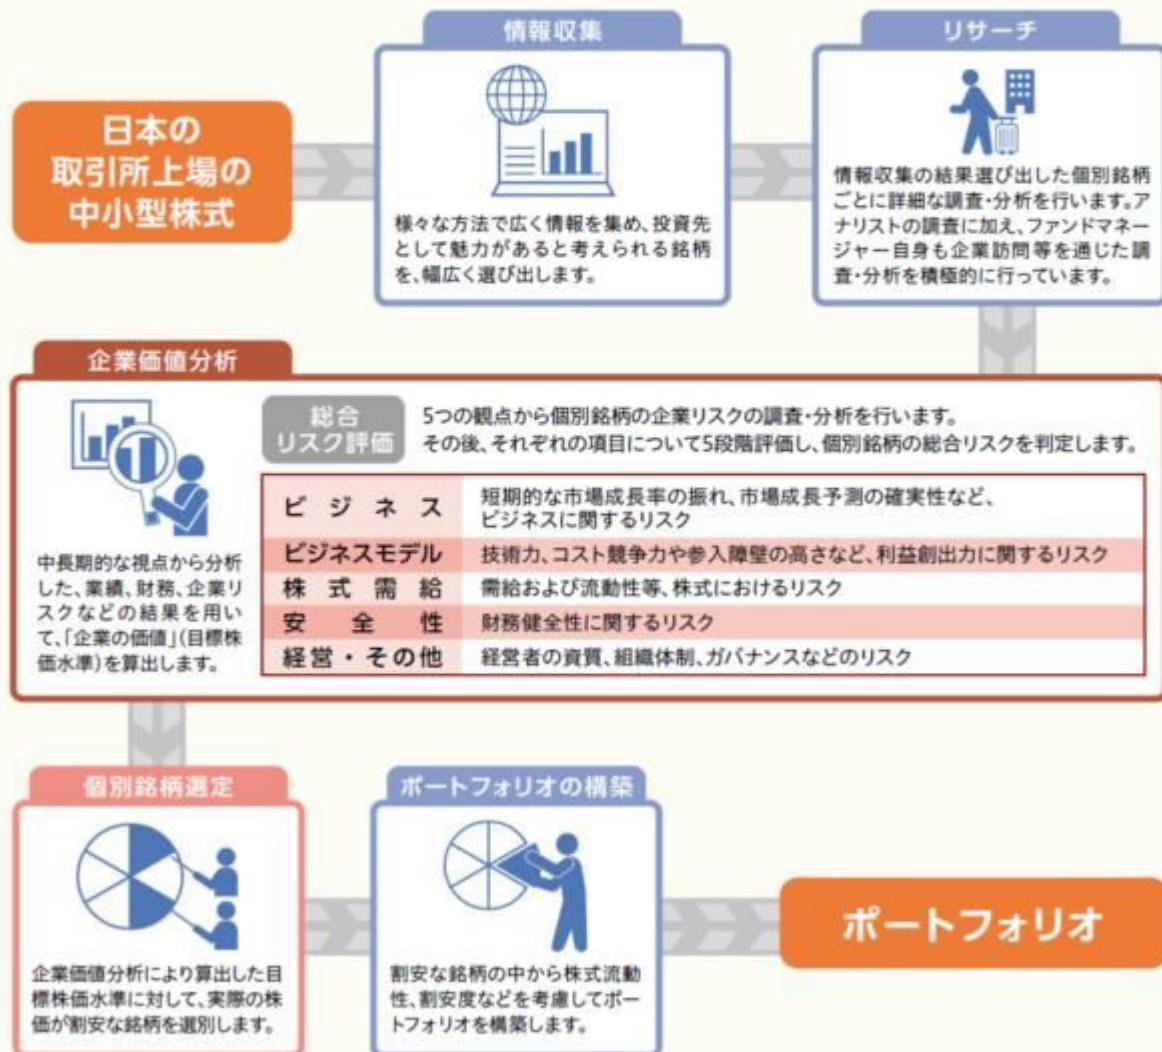 日本の
取引所上場の
中小型株式
情報収集
様々な方法で広く情報を集め、投資先
として魅力があると考えられる銘柄
を、幅広く選び出します。
リサーチ
情報収集の結果選び出した個別銘柄
ごとに詳細な調査・分析を行います。ア
ナリストの調査に加え、ファンドマネー
ジャー自身も企業訪問等を通じた調
査・分析を積極的に行っています。
企業価値分析
中長期的な視点から分析
した、業績、財務、企業リ
スクなどの結果を用い
て、「企業の価値」(目標株
価水準)を算出します。
総合
リスク評価
5つの観点から個別銘柄の企業リスクの調査・分析を行います。
その後、それぞれの項目について5段階評価し、個別銘柄の総合リスクを判定します。
ビジネス
短期的な市場成長率の振れ、市場成長予測の確実性など、
ビジネスに関するリスク
ビジネスモデル 技術力、コスト競争力や参入障壁の高さなど、利益創出力に関するリスク
株式需給 需給および流動性等、株式におけるリスク
安全性 財務健全性に関するリスク
経営・その他 経営者の資質、組織体制、ガバナンスなどのリスク
個別銘柄選定
企業価値分析により算出した目
標株価水準に対して、実際の株
価が割安な銘柄を選別します。
ポートフォリオの構築
割安な銘柄の中から株式流動
性、割安度などを考慮してポー
トフォリオを構築します。
ポートフォリオ